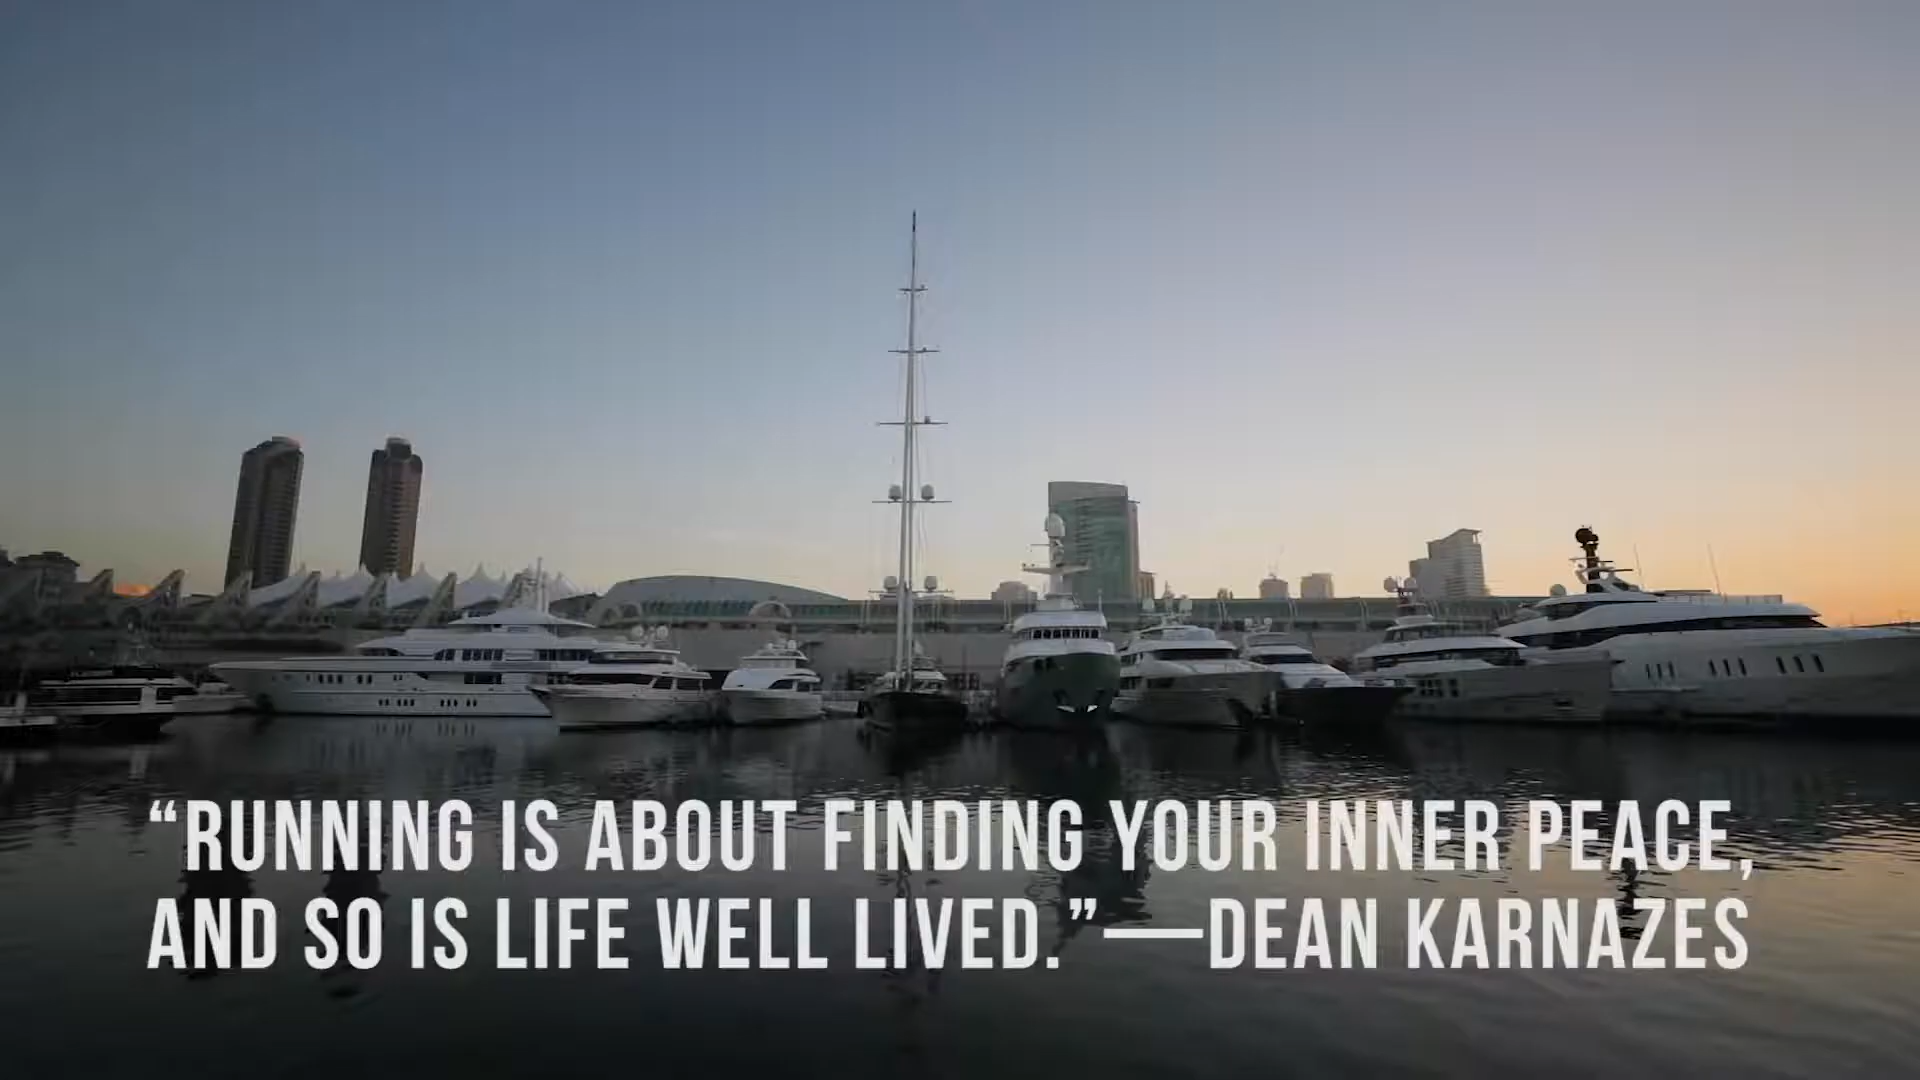 “RUNNING IS ABOUT FINDING YOUR INNER PEACE,
AND SO IS LIFE WELL LIVED.” —DEAN KARNAZES